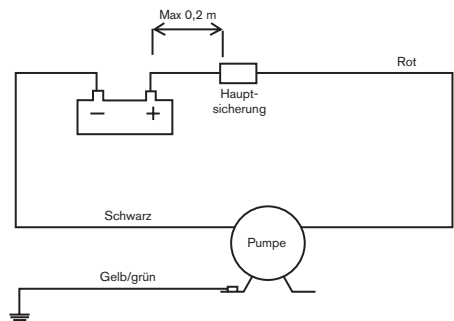 Max 0,2 m
Rot
Haupt-
sicherung
− +
Schwarz
Pumpe
Gelb/grün